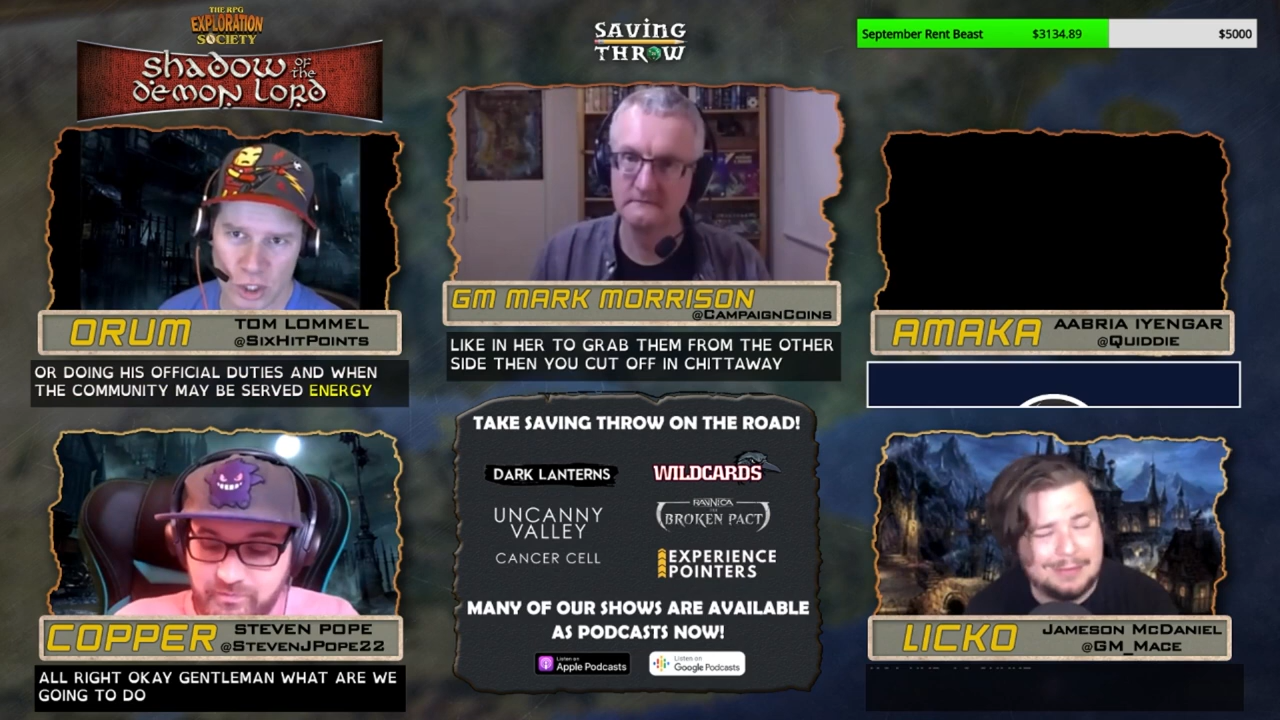 THE RPG
EXPLORATION
SOCIETY
SHADOW OF the
DEMON LORD
SAVING
THROW
September Rent Beast $3134.89 $5000
ORUM TOM LOMMEL
@SIXHITPOINTS
OR DOING HIS OFFICIAL DUTIES AND WHEN
THE COMMUNITY MAY BE SERVED ENERGY
GM MARK MORRISON
@CAMPAIGNCOINS
LIKE IN HER TO GRAB THEM FROM THE OTHER
SIDE THEN YOU CUT OFF IN CHITTAWAY
AMAKA AABRIA IYENGAR
@QUIDDIE
TAKE SAVING THROW ON THE ROAD!
DARK LANTERNS
WILDCARDS
UNCANNY
VALLEY
CANCER CELL
RAVNICA
BROKEN PACT
EXPERIENCE
POINTERS
MANY OF OUR SHOWS ARE AVAILABLE
AS PODCASTS NOW!
Listen on
Apple Podcasts
Listen on
Google Podcasts
COPPER STEVEN POPE
@STEVENJPOPE22
ALL RIGHT OKAY GENTLEMAN WHAT ARE WE
GOING TO DO
LICKO JAMESON MCDANIEL
@GM_MACE